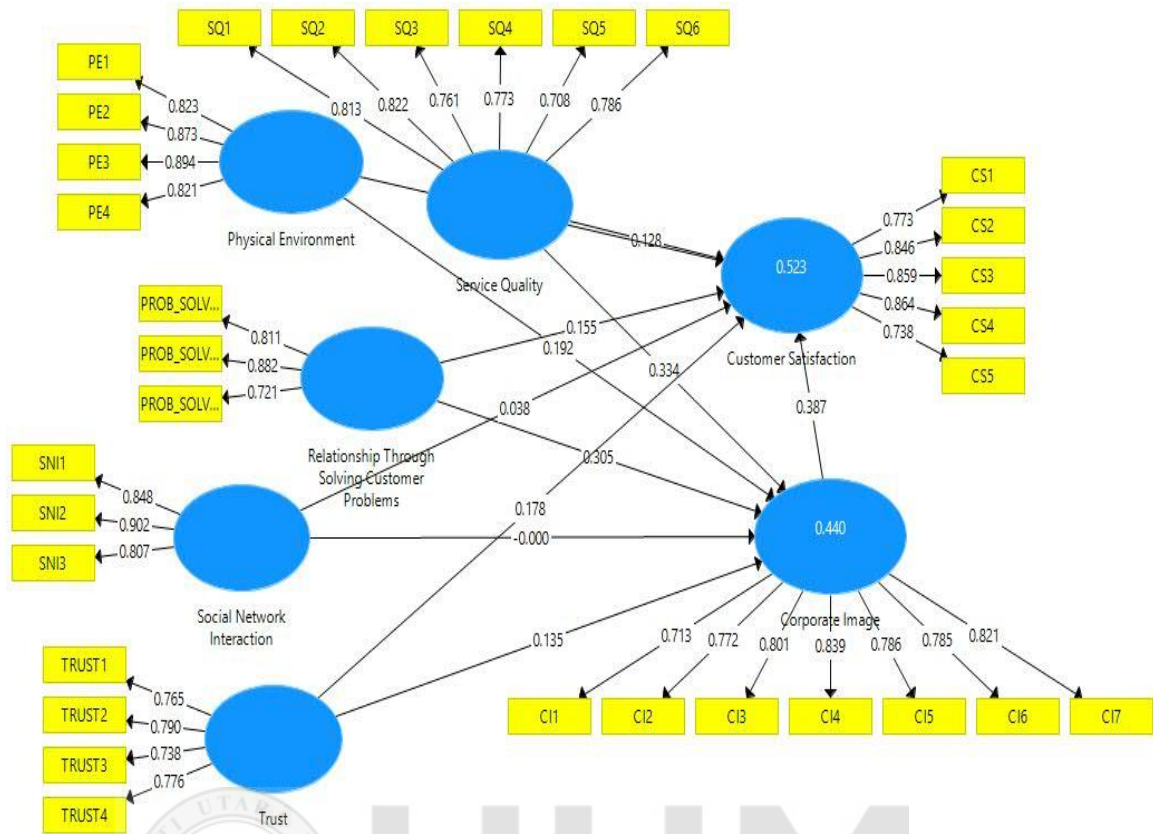 SQ1 SQ2 SQ3 SQ4 SQ5 SQ6
PE1
PE2
PE3
PE4
0.823
0.873
0.894
0.821
0.813
0.822
0.761
0.773
0.708
0.786
Physical Environment
Service Quality
PROB_SOLV...
PROB_SOLV...
PROB_SOLV...
0.811
0.882
0.721
Relationship Through
Solving Customer
Problems
SNI1
SNI2
SNI3
0.848
0.902
0.807
Social Network
Interaction
TRUST1
TRUST2
TRUST3
TRUST4
0.765
0.790
0.738
0.776
Trust
0.128
0.155
0.192
0.334
0.038
0.305
0.178
-0.000
0.135
0.387
0.523
Customer Satisfaction
CS1
CS2
CS3
CS4
CS5
0.773
0.846
0.859
0.864
0.738
0.440
Corporate Image
0.713
0.772
0.801
0.839
0.786
0.785
0.821
CI1 CI2 CI3 CI4 CI5 CI6 CI7
UTAR